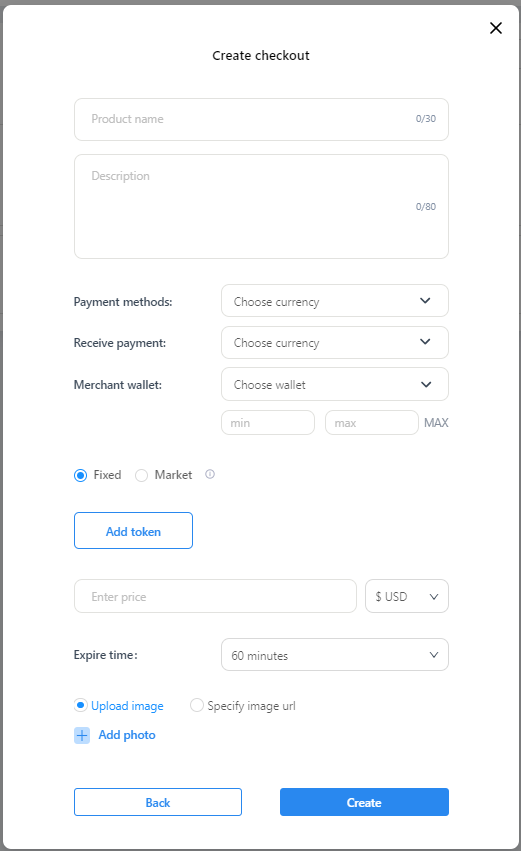 Create checkout
Product name 0/30
Description
0/80
Payment methods: Choose currency
Receive payment: Choose currency
Merchant wallet: Choose wallet
min max MAX
Fixed Market
Add token
Enter price $ USD
Expire time: 60 minutes
Upload image Specify image url
Add photo
Back Create